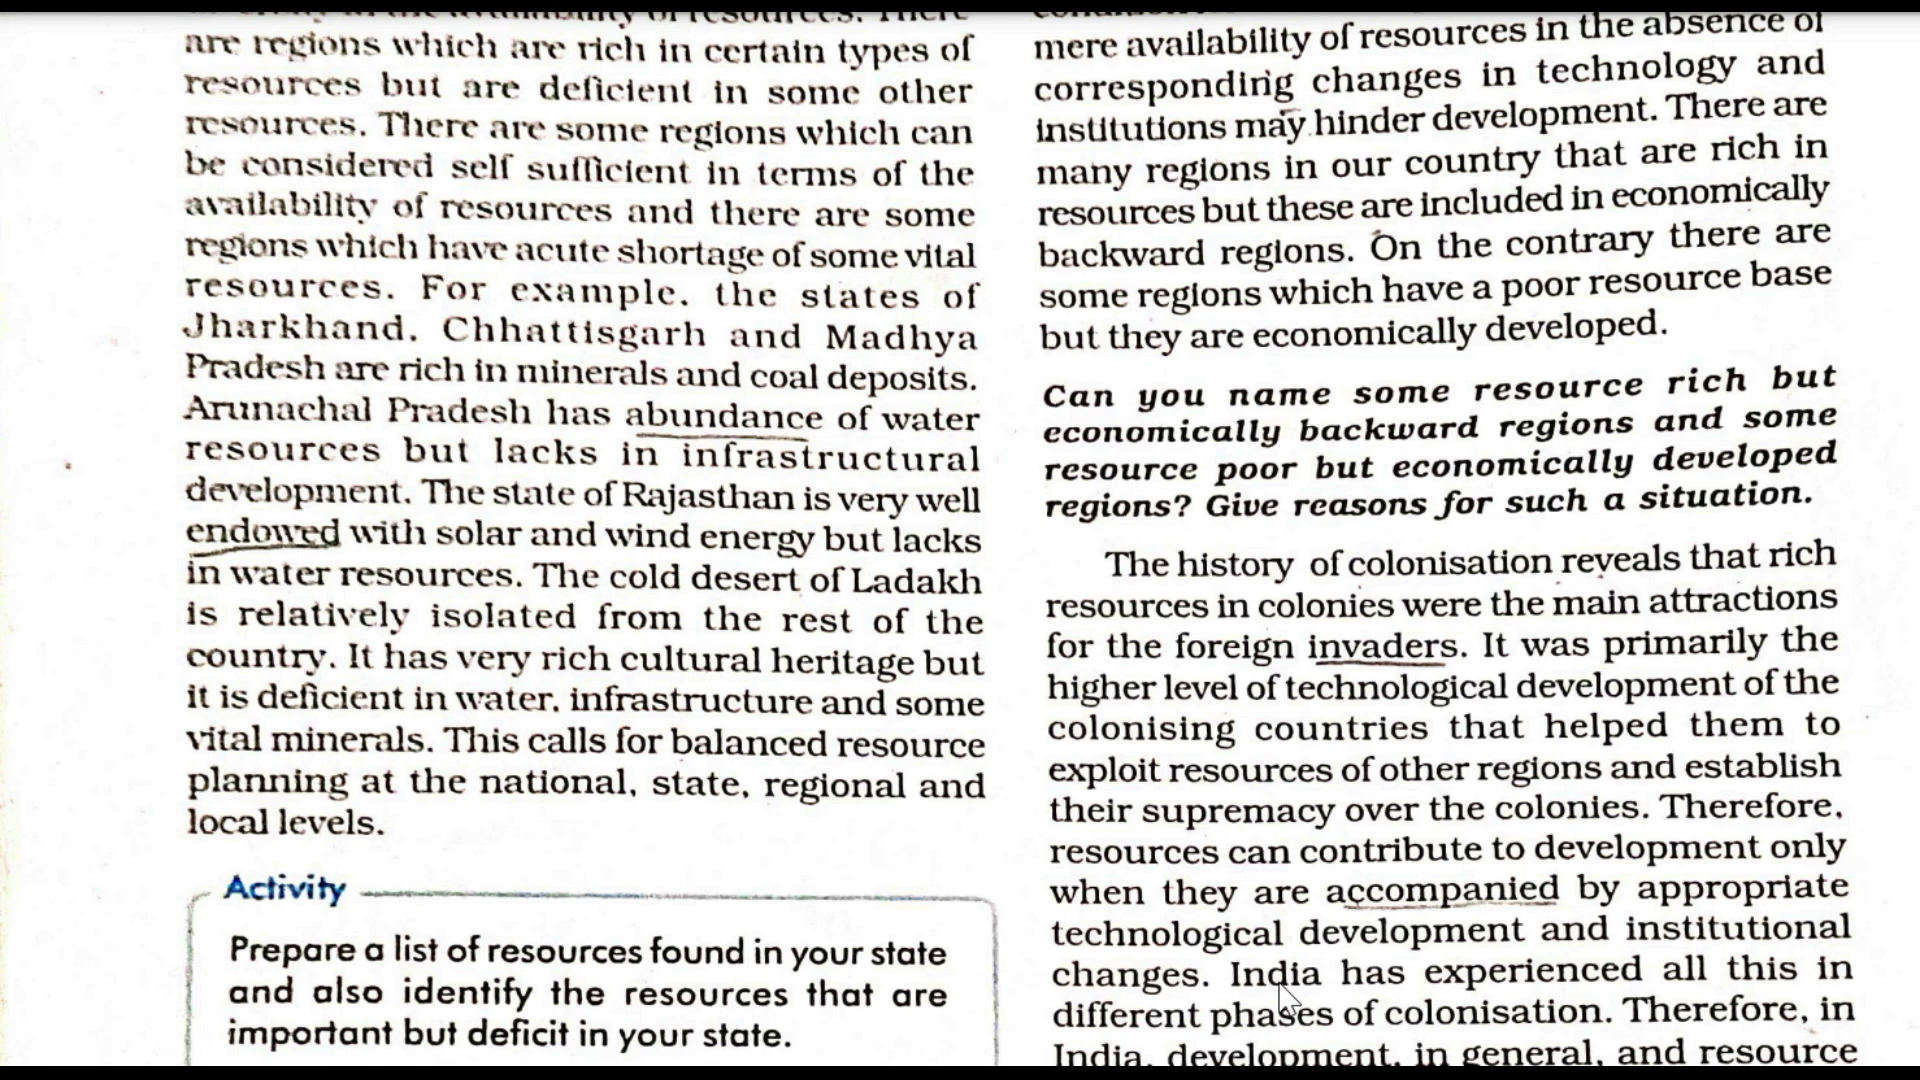 availability of resources. There
are regions which are rich in certain types of
resources but are deficient in some other
resources. There are some regions which can
be considered self sufficient in terms of the
availability of resources and there are some
regions which have acute shortage of some vital
resources. For example, the states of
Jharkhand, Chhattisgarh and Madhya
Pradesh are rich in minerals and coal deposits.
Arunachal Pradesh has abundance of water
resources but lacks in infrastructural
development. The state of Rajasthan is very well
endowed with solar and wind energy but lacks
in water resources. The cold desert of Ladakh
is relatively isolated from the rest of the
country. It has very rich cultural heritage but
it is deficient in water, infrastructure and some
vital minerals. This calls for balanced resource
planning at the national, state, regional and
local levels.
Activity
Prepare a list of resources found in your state
and also identify the resources that are
important but deficit in your state.
mere availability of resources in the absence of
corresponding changes in technology and
institutions may hinder development. There are
many regions in our country that are rich in
resources but these are included in economically
backward regions. On the contrary there are
some regions which have a poor resource base
but they are economically developed.
Can you name some resource rich but
economically backward regions and some
resource poor but economically developed
regions? Give reasons for such a situation.
The history of colonisation reveals that rich
resources in colonies were the main attractions
for the foreign invaders. It was primarily the
higher level of technological development of the
colonising countries that helped them to
exploit resources of other regions and establish
their supremacy over the colonies. Therefore,
resources can contribute to development only
when they are accompanied by appropriate
technological development and institutional
changes. India has experienced all this in
different phases of colonisation. Therefore, in
India, development, in general, and resource